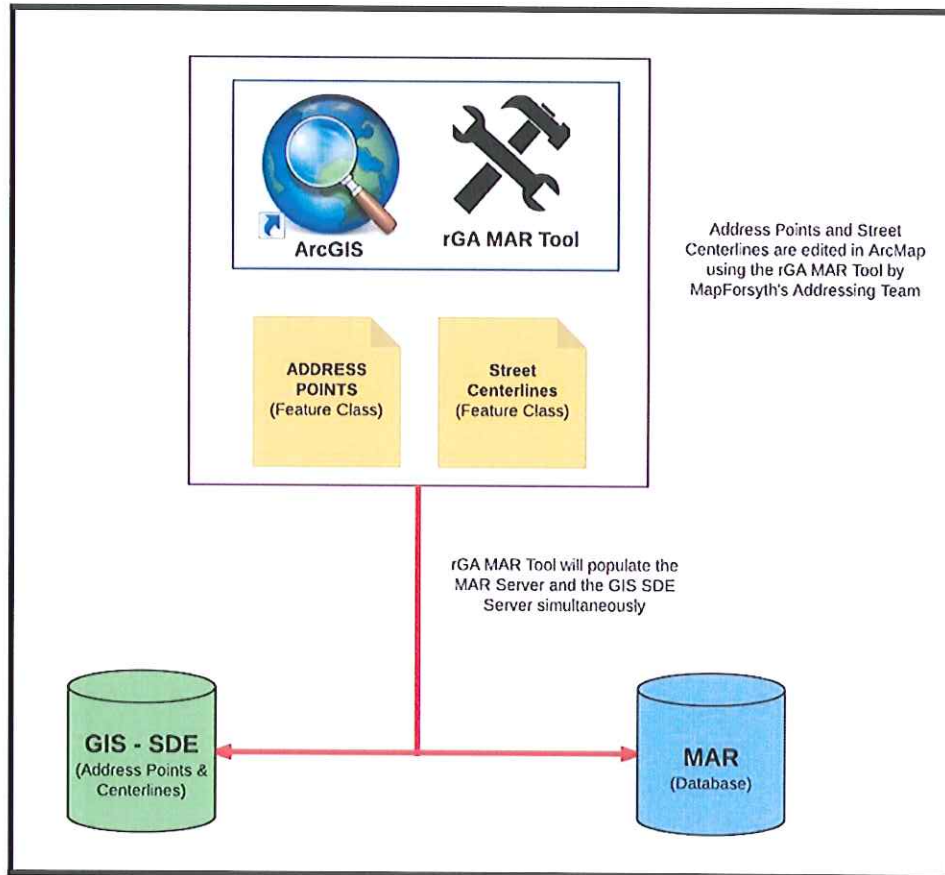 ArcGIS
rGA MAR Tool
Address Points and Street
Centerlines are edited in ArcMap
using the rGA MAR Tool by
MapForsyth's Addressing Team
ADDRESS
POINTS
(Feature Class)
Street
Centerlines
(Feature Class)
rGA MAR Tool will populate the
MAR Server and the GIS SDE
Server simultaneously
GIS - SDE
(Address Points &
Centerlines)
MAR
(Database)